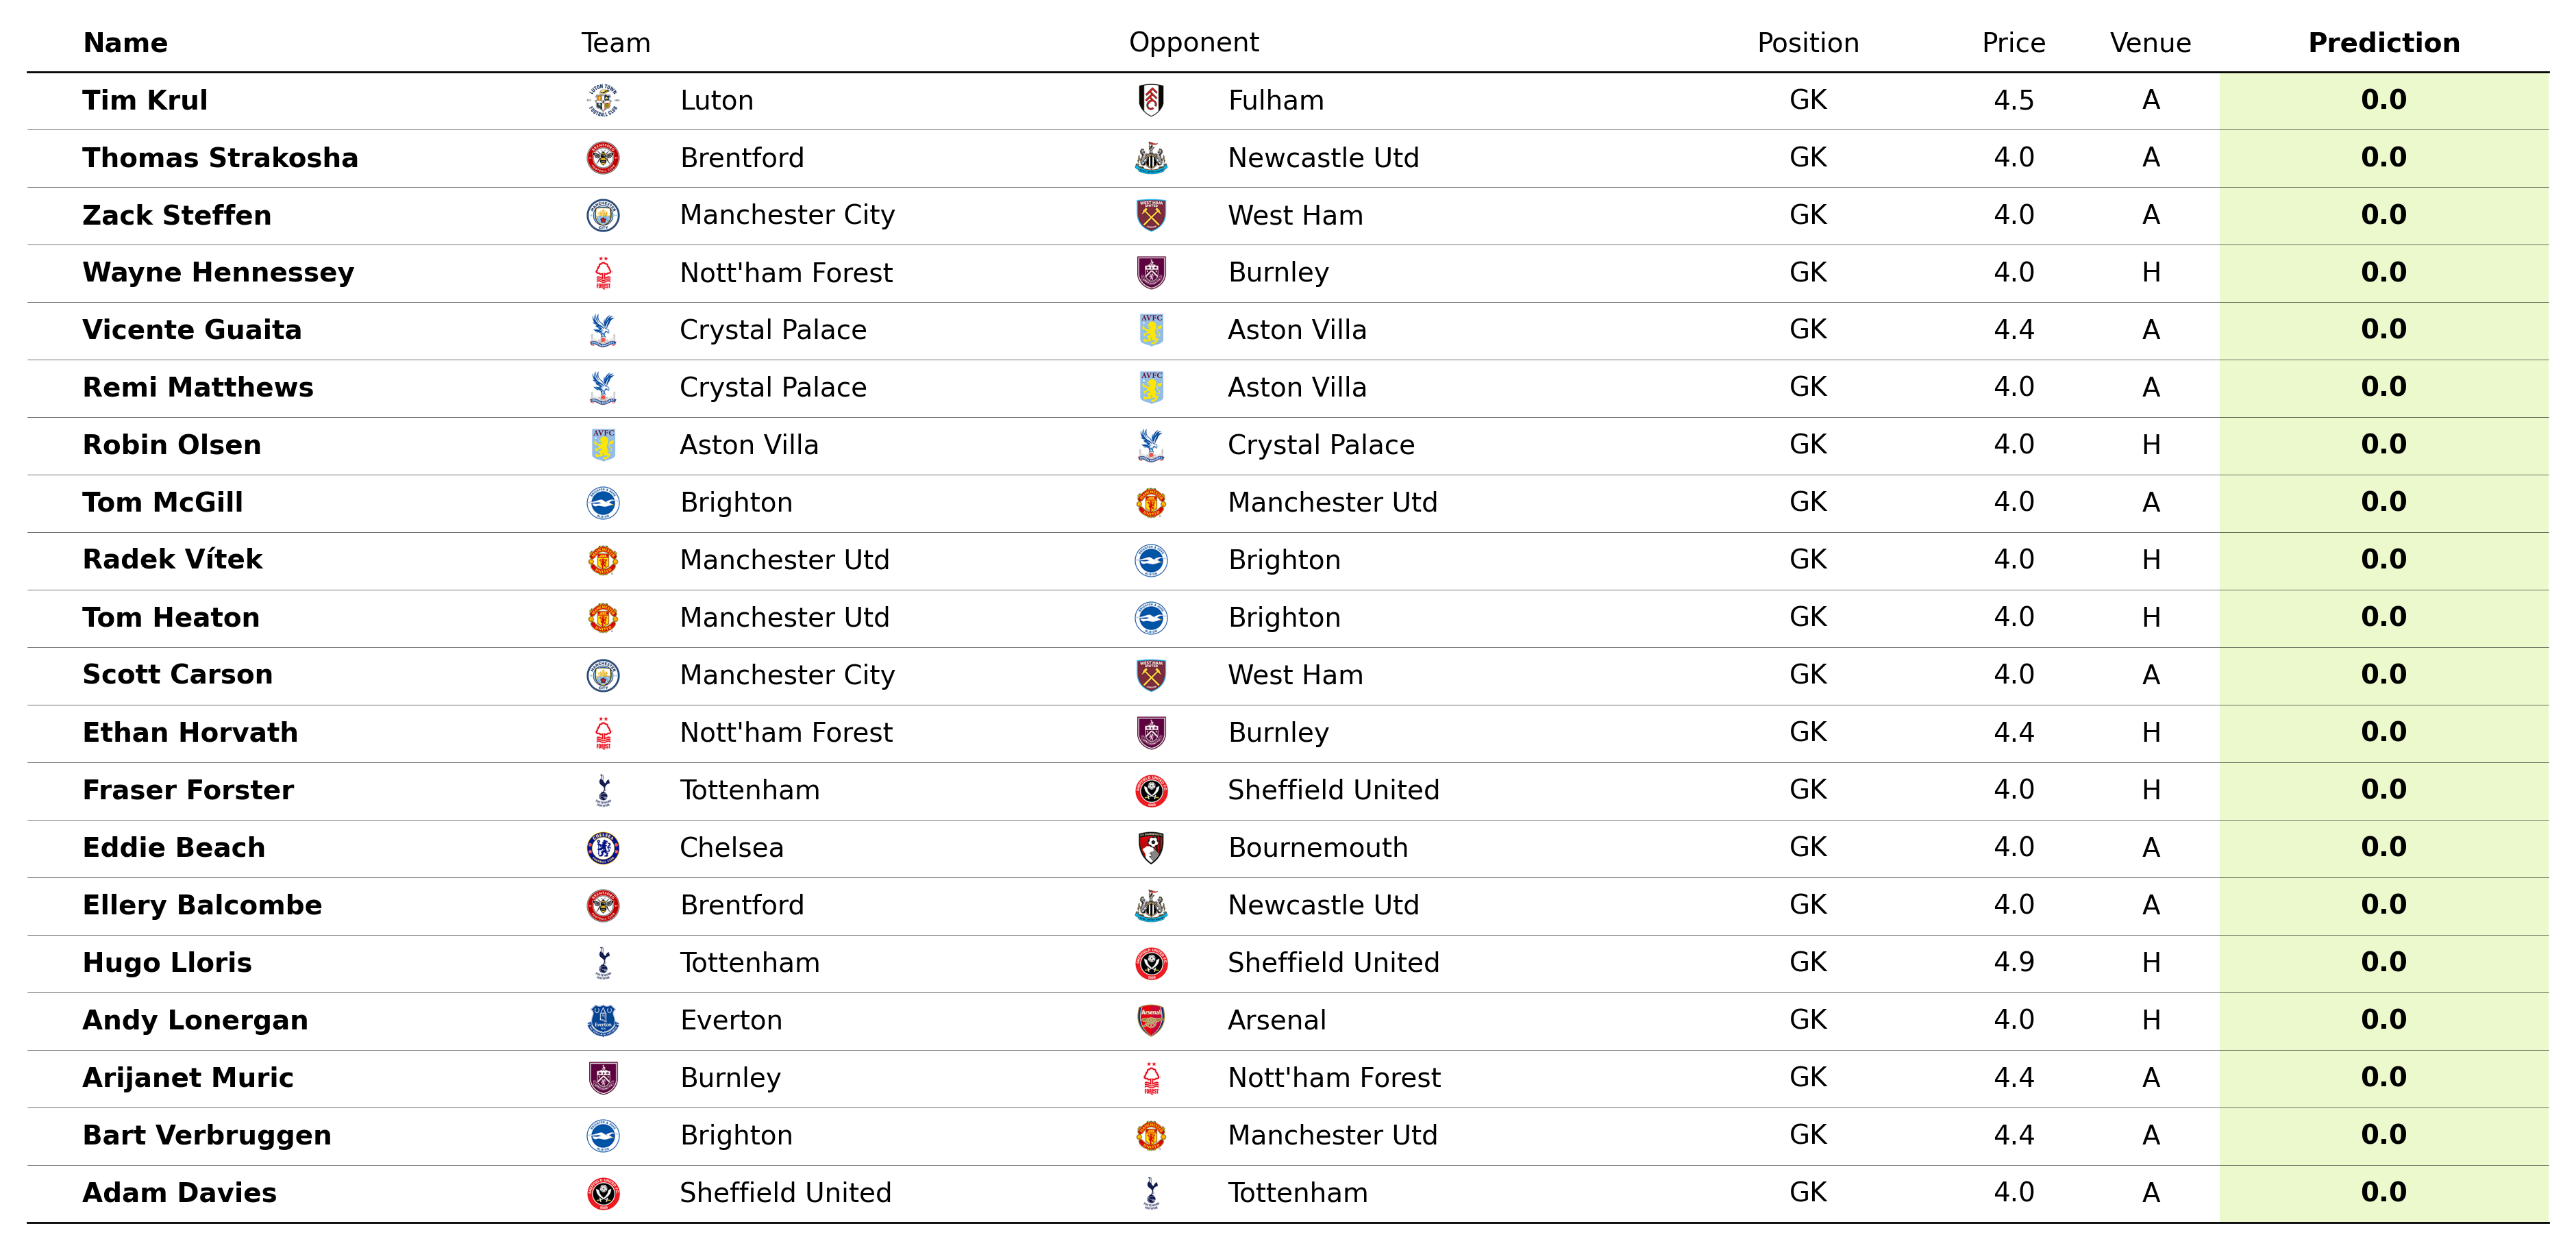 Name Team Opponent Position Price Venue Prediction
Tim Krul Luton Fulham GK 4.5 A 0.0
Thomas Strakosha Brentford Newcastle Utd GK 4.0 A 0.0
Zack Steffen Manchester City West Ham GK 4.0 A 0.0
Wayne Hennessey Nott'ham Forest Burnley GK 4.0 H 0.0
Vicente Guaita Crystal Palace Aston Villa GK 4.4 A 0.0
Remi Matthews Crystal Palace Aston Villa GK 4.0 A 0.0
Robin Olsen Aston Villa Crystal Palace GK 4.0 H 0.0
Tom McGill Brighton Manchester Utd GK 4.0 A 0.0
Radek Vítek Manchester Utd Brighton GK 4.0 H 0.0
Tom Heaton Manchester Utd Brighton GK 4.0 H 0.0
Scott Carson Manchester City West Ham GK 4.0 A 0.0
Ethan Horvath Nott'ham Forest Burnley GK 4.4 H 0.0
Fraser Forster Tottenham Sheffield United GK 4.0 H 0.0
Eddie Beach Chelsea Bournemouth GK 4.0 A 0.0
Ellery Balcombe Brentford Newcastle Utd GK 4.0 A 0.0
Hugo Lloris Tottenham Sheffield United GK 4.9 H 0.0
Andy Lonergan Everton Arsenal GK 4.0 H 0.0
Arijanet Muric Burnley Nott'ham Forest GK 4.4 A 0.0
Bart Verbruggen Brighton Manchester Utd GK 4.4 A 0.0
Adam Davies Sheffield United Tottenham GK 4.0 A 0.0